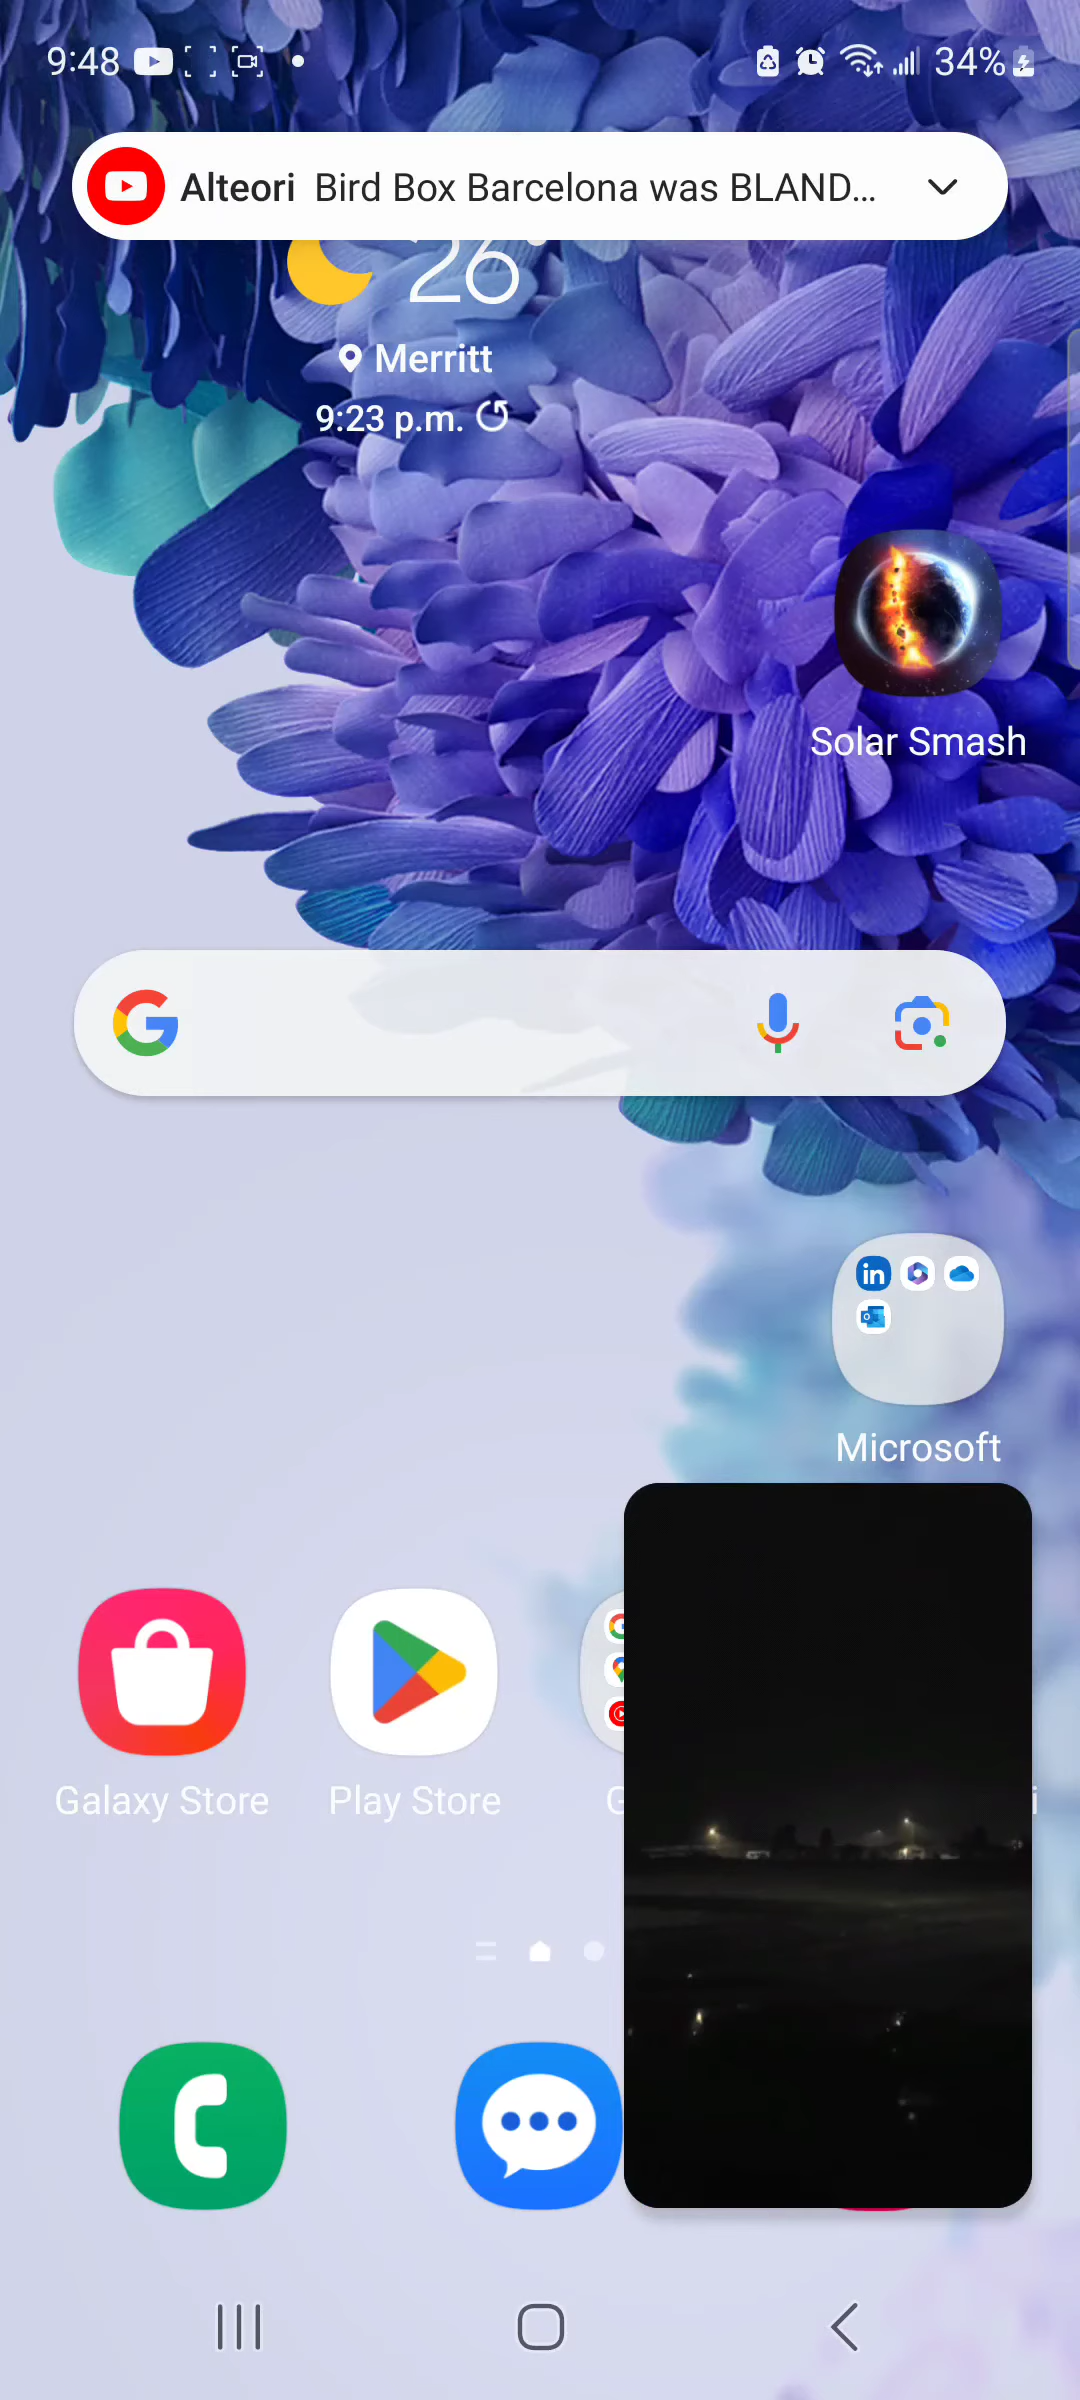 9:48
34%
Alteori Bird Box Barcelona was BLAND...
26°
Merritt
9:23 p.m.
Solar Smash
in
Microsoft
Galaxy Store
Play Store
G
i